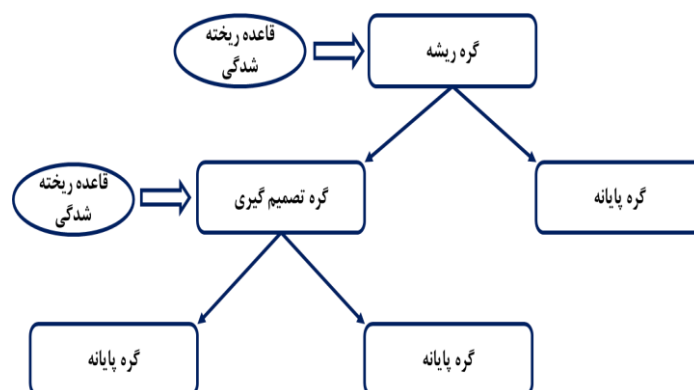 قاعده ریخته
شدگی
گره ریشه
قاعده ریخته
شدگی
گره تصمیم گیری
گره پایانه
گره پایانه
گره پایانه